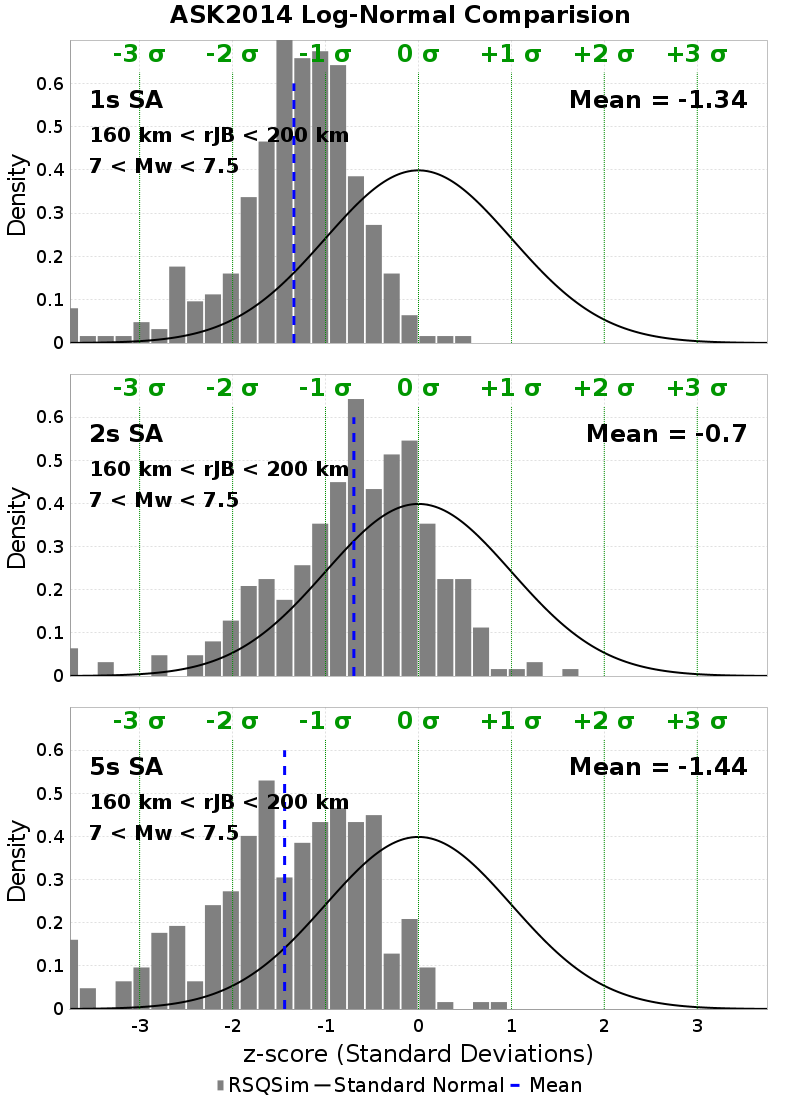 ASK2014 Log-Normal Comparision
-3 σ -2 σ -1 σ 0 σ +1 σ +2 σ +3 σ
0.6
1s SA Mean = -1.34
0.5
160 km < rJB < 200 km
7 < Mw < 7.5
0.4
0.3
0.2
0.1
0
Density
-3 σ -2 σ -1 σ 0 σ +1 σ +2 σ +3 σ
0.6
2s SA Mean = -0.7
0.5
160 km < rJB < 200 km
7 < Mw < 7.5
0.4
0.3
0.2
0.1
0
Density
-3 σ -2 σ -1 σ 0 σ +1 σ +2 σ +3 σ
0.6
5s SA Mean = -1.44
0.5
160 km < rJB < 200 km
7 < Mw < 7.5
0.4
0.3
0.2
0.1
0
Density
-3 -2 -1 0 1 2 3
z-score (Standard Deviations)
RSQSim Standard Normal Mean